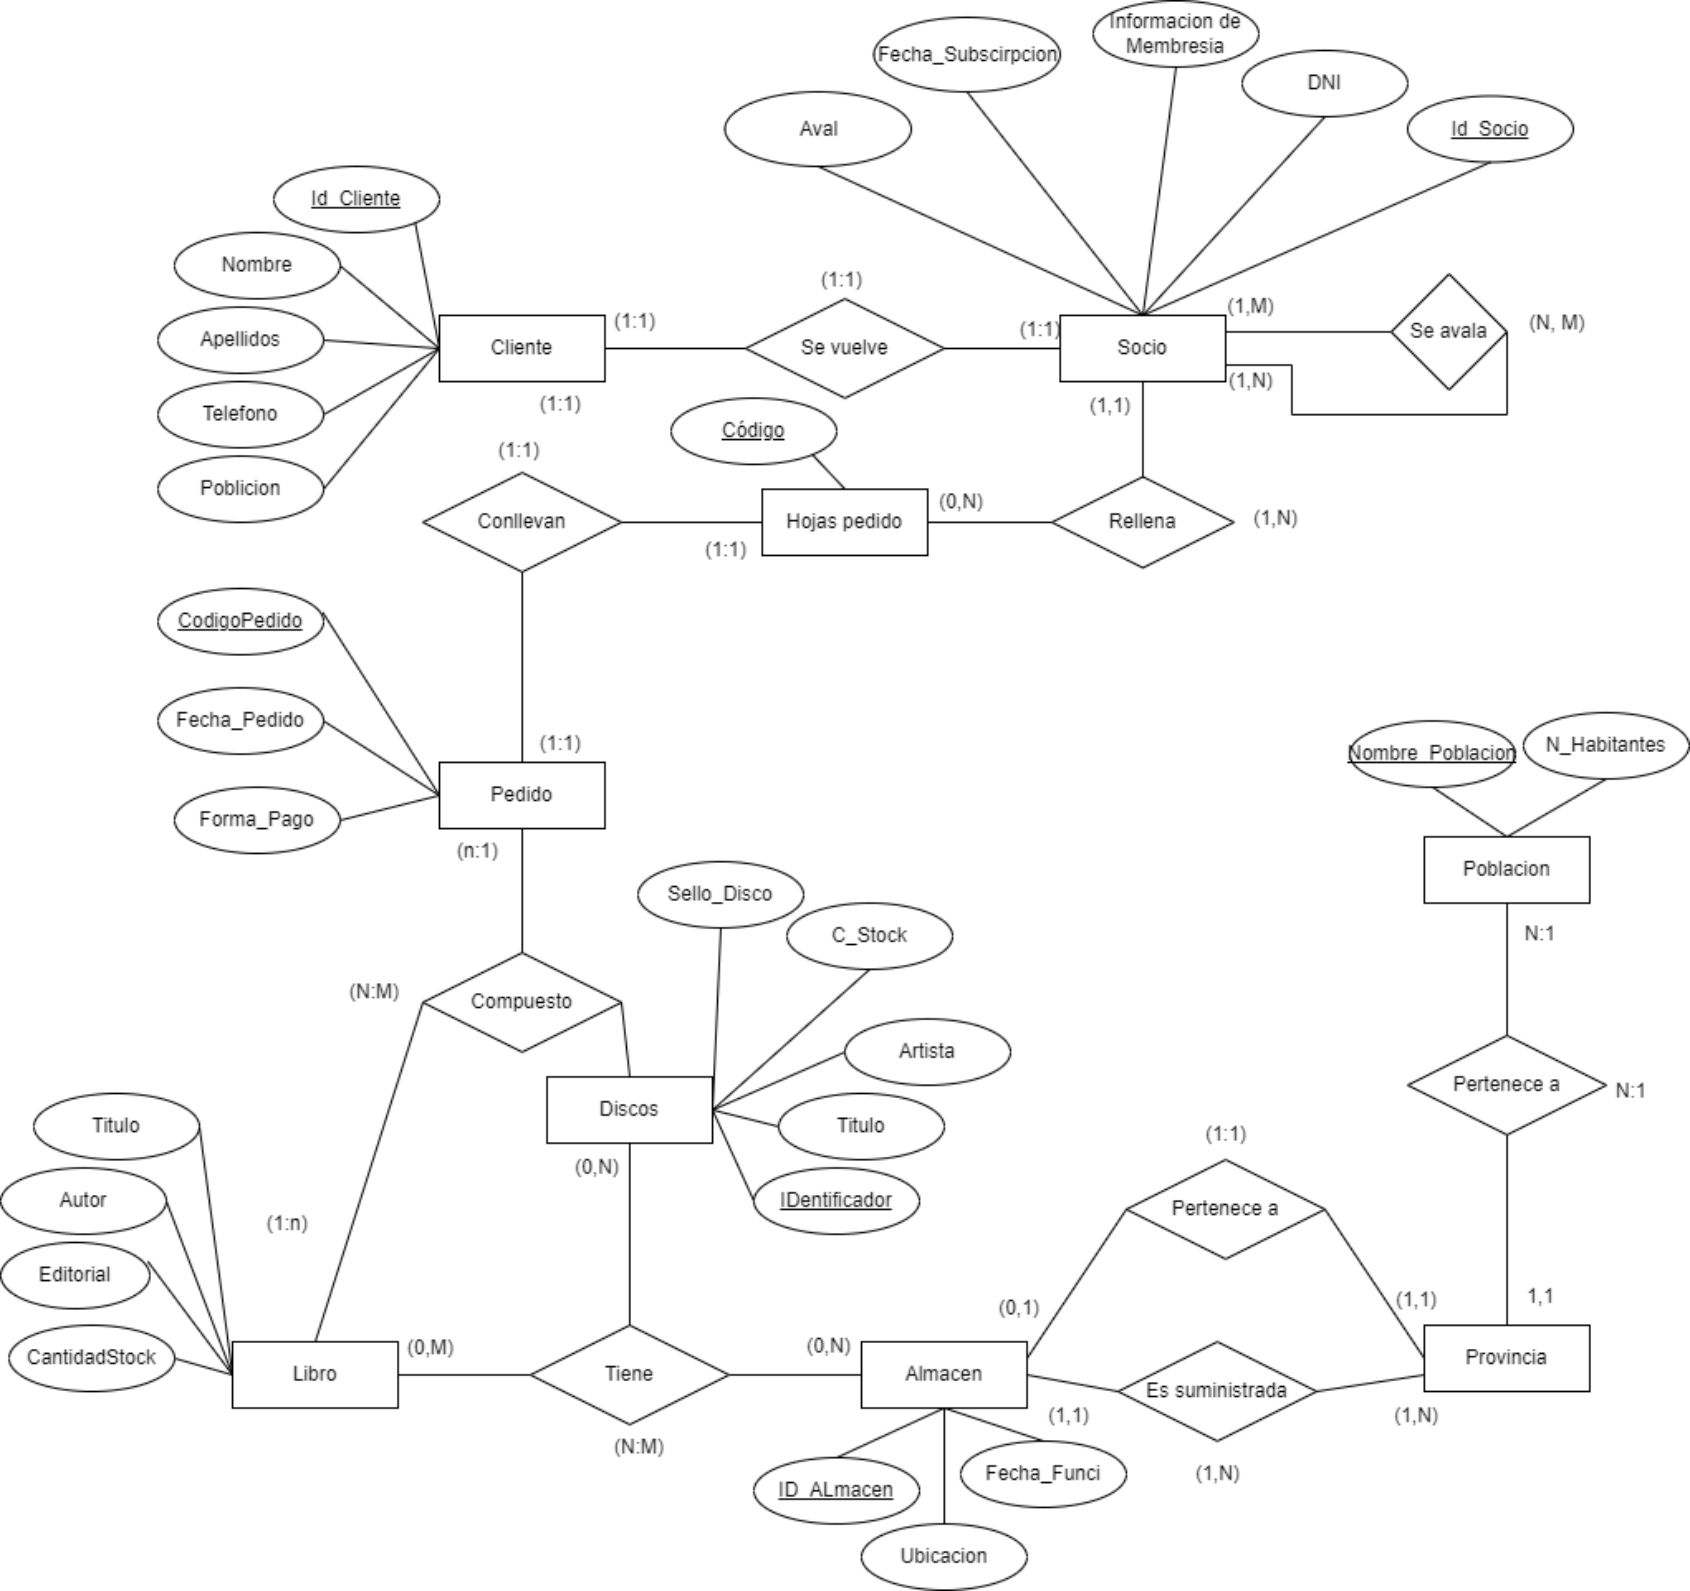 Informacion de
Membresia
Fecha_Subscirpcion
DNI
Aval
Id_Socio
Id_Cliente
Nombre
(1:1)
(1,M)
(1:1)
(1:1)
Se avala
(N, M)
Apellidos
Cliente
Se vuelve
Socio
(1,N)
(1:1)
(1,1)
Telefono
Código
(1:1)
Poblicion
(0,N)
Conllevan
Hojas pedido
Rellena
(1,N)
(1:1)
CodigoPedido
Fecha_Pedido
(1:1)
Nombre_Poblacion
N_Habitantes
Pedido
Forma_Pago
(n:1)
Poblacion
Sello_Disco
C_Stock
N:1
(N:M)
Compuesto
Artista
Pertenece a
N:1
Discos
Titulo
Titulo
(1:1)
(0,N)
Autor
IDentificador
Pertenece a
(1:n)
Editorial
(0,1)
(1,1)
1,1
CantidadStock
(0,M)
(0,N)
Libro
Tiene
Almacen
Es suministrada
Provincia
(1,1)
(1,N)
(N:M)
(1,N)
ID_ALmacen
Fecha_Funci
Ubicacion